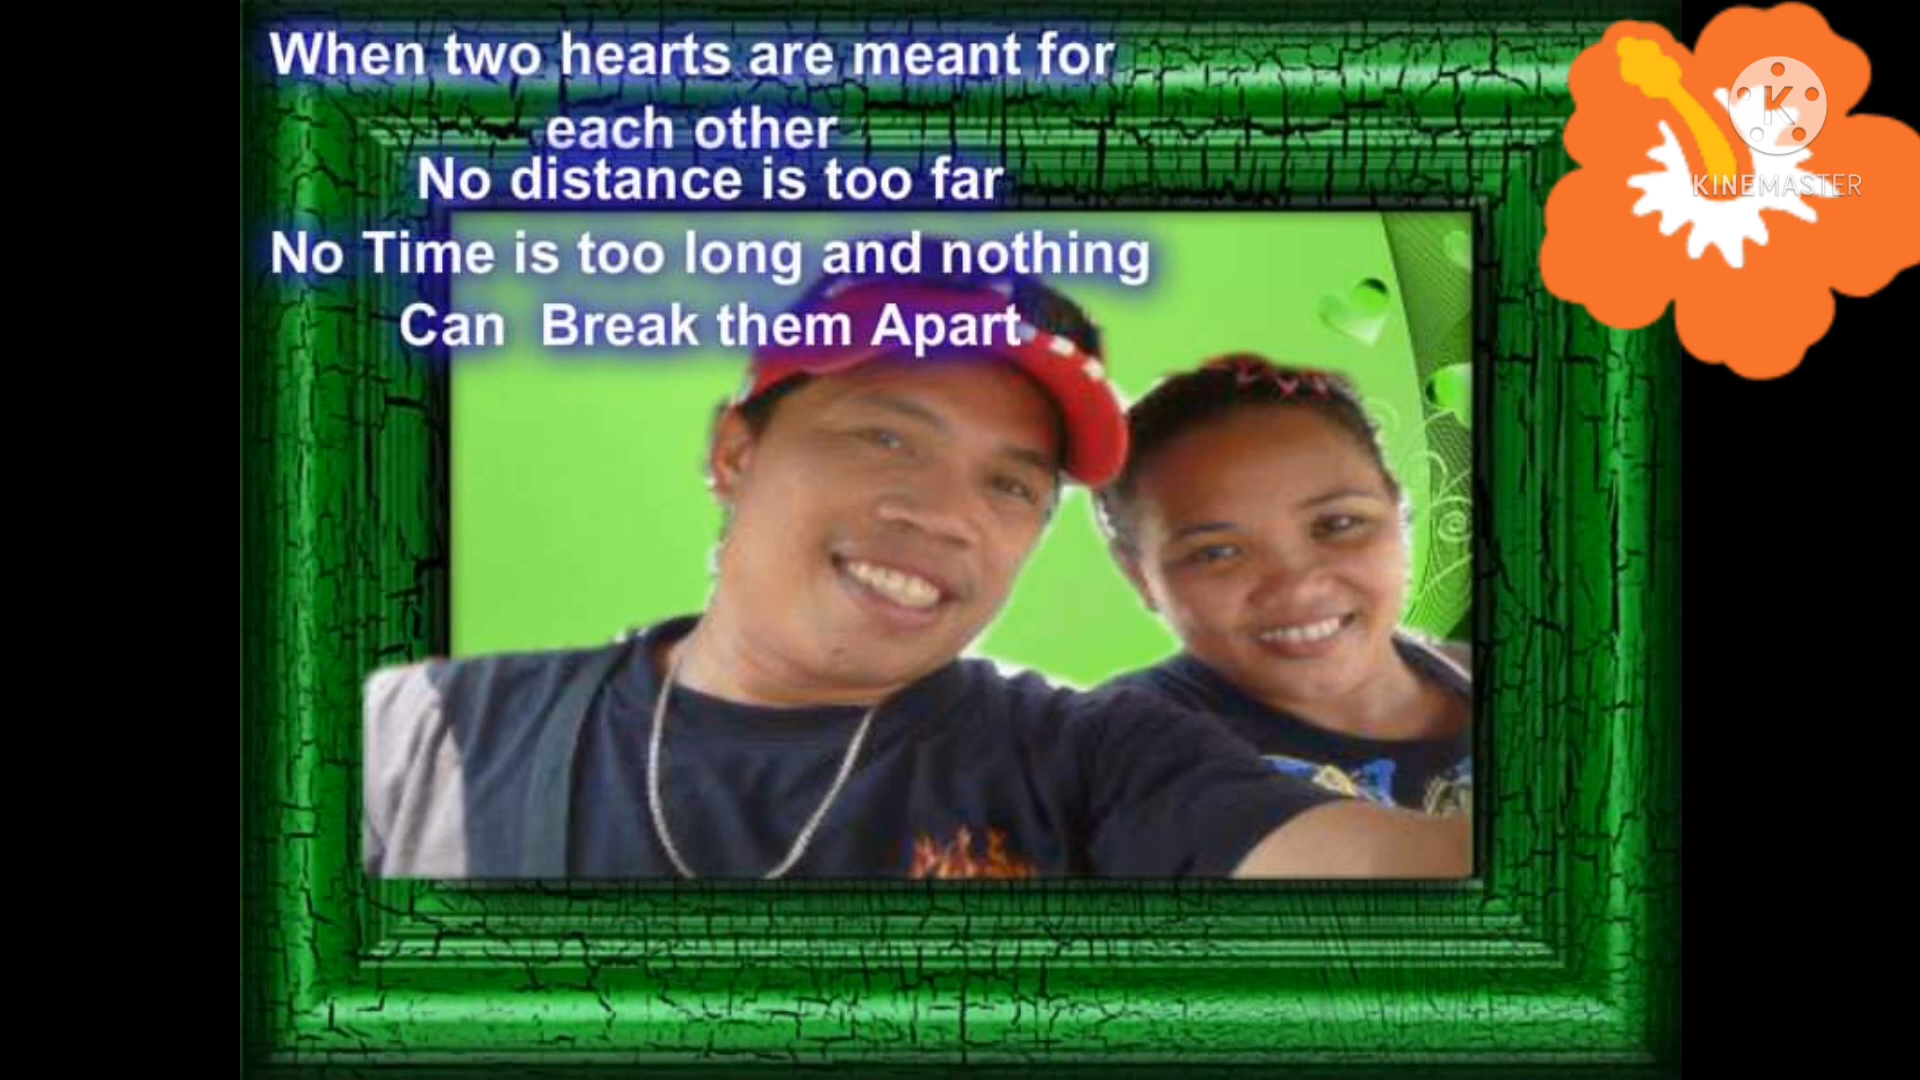 When two hearts are meant for
each other
No distance is too far
No Time is too long and nothing
Can  Break them Apart
K
KINEMASTER